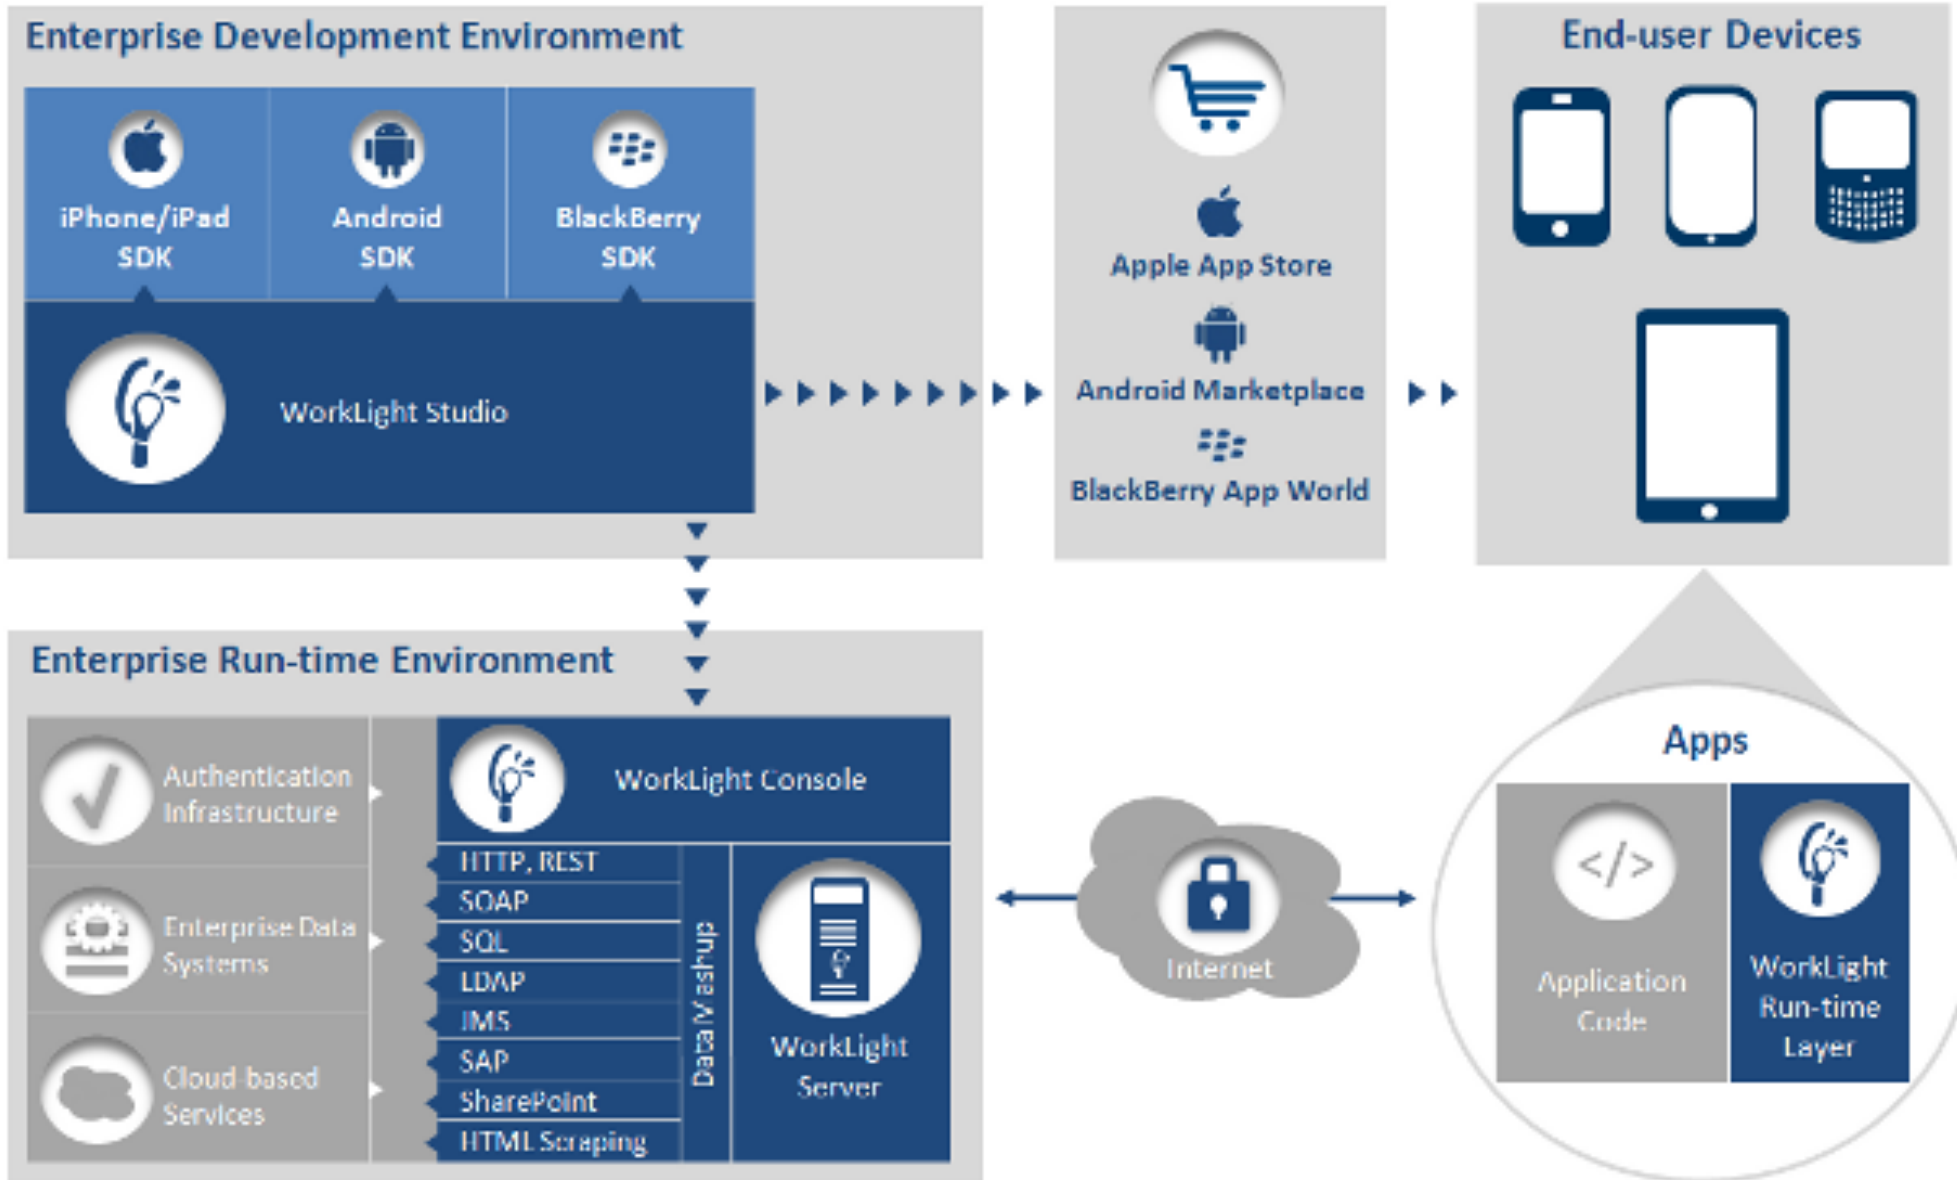 Enterprise Development Environment
iPhone/iPad
SDK
Android
SDK
BlackBerry
SDK
WorkLight Studio
Apple App Store
Android Marketplace
BlackBerry App World
End-user Devices
Enterprise Run-time Environment
Authentication
Infrastructure
Enterprise Data
Systems
Cloud-based
Services
WorkLight Console
HTTP, REST
SOAP
SQL
LDAP
JMS
SAP
SharePoint
HTML Scraping
Data Mashup
WorkLight
Server
Internet
Apps
</>
Application
Code
WorkLight
Run-time
Layer